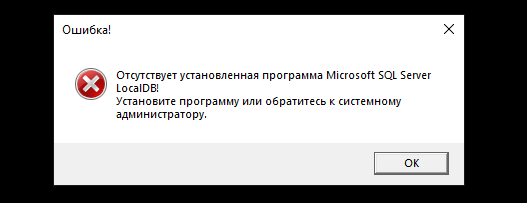 Ошибка!
Отсутствует установленная программа Microsoft SQL Server
LocalDB!
Установите программу или обратитесь к системному
администратору.
OK